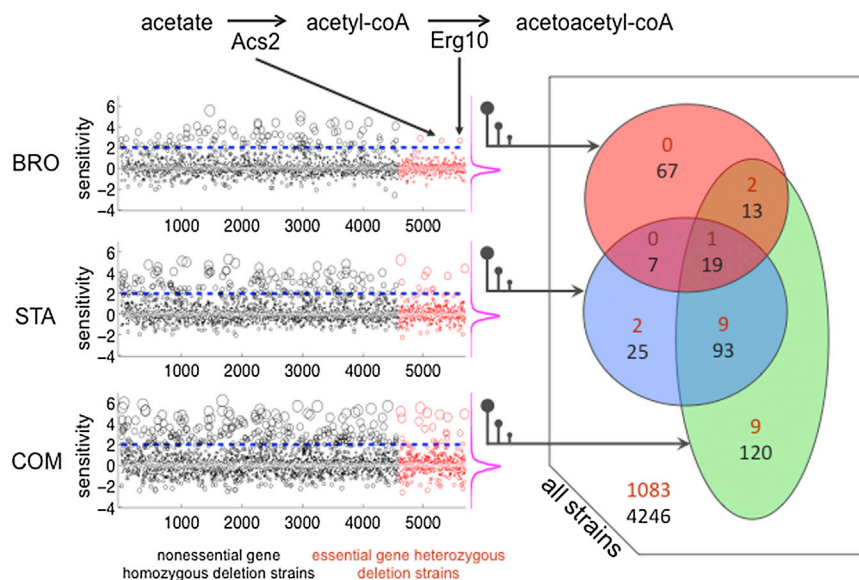 acetate acetyl-coA acetoacetyl-coA
Acs2 Erg10
BRO
sensitivity
6
4
2
0
−2
−4
1000 2000 3000 4000 5000
STA
sensitivity
6
4
2
0
−2
−4
1000 2000 3000 4000 5000
COM
sensitivity
6
4
2
0
−2
−4
1000 2000 3000 4000 5000
nonessential gene
homozygous deletion strains
essential gene heterozygous
deletion strains
0
67
2
13
0
7
1
19
2
25
9
93
9
120
1083
4246
all strains